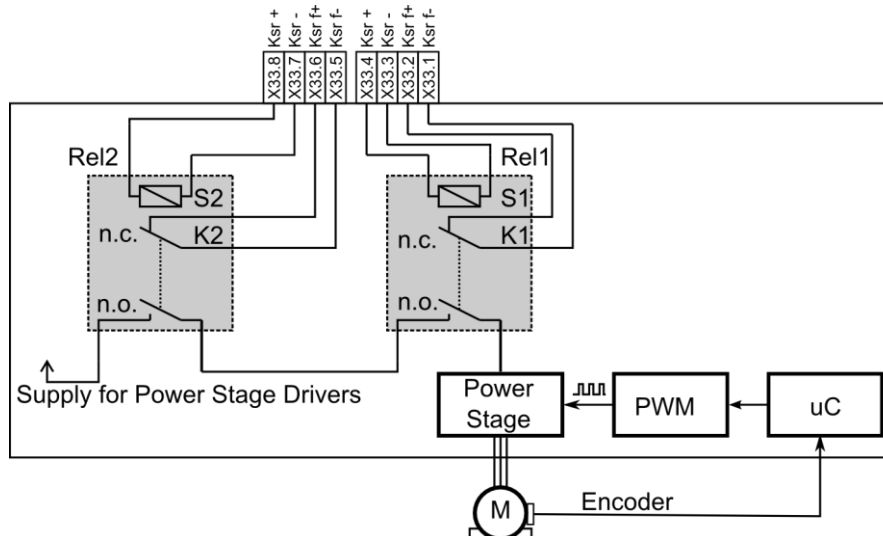 Ksr +
Ksr -
Ksr f+
Ksr f-
Ksr +
Ksr -
Ksr f+
Ksr f-
X33.8
X33.7
X33.6
X33.5
X33.4
X33.3
X33.2
X33.1
Rel2
Rel1
S2
S1
n.c.
K2
n.c.
K1
n.o.
n.o.
Supply for Power Stage Drivers
Power
Stage
PWM
uC
M
Encoder